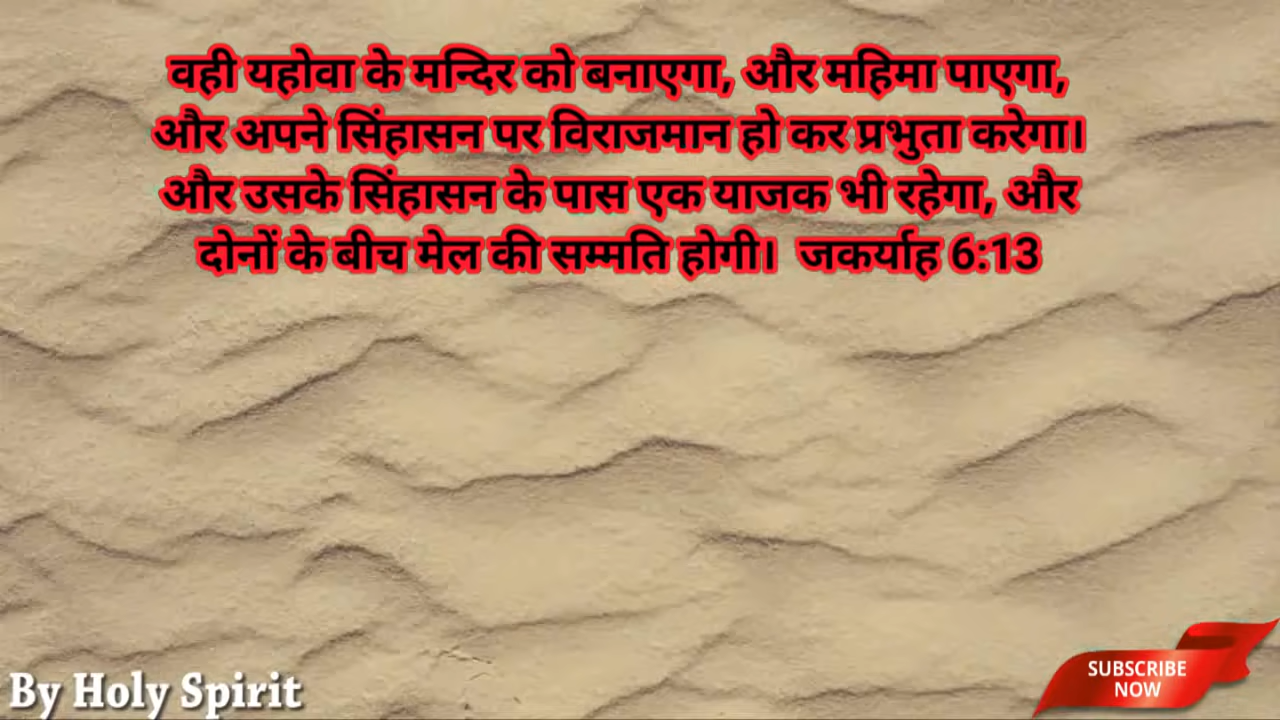 वही यहोवा के मन्दिर को बनाएगा, और महिमा पाएगा,
और अपने सिंहासन पर विराजमान हो कर प्रभुता करेगा।
और उसके सिंहासन के पास एक याजक भी रहेगा, और
दोनों के बीच मेल की सम्मति होगी। जकर्याह 6:13
By Holy Spirit
SUBSCRIBE
NOW